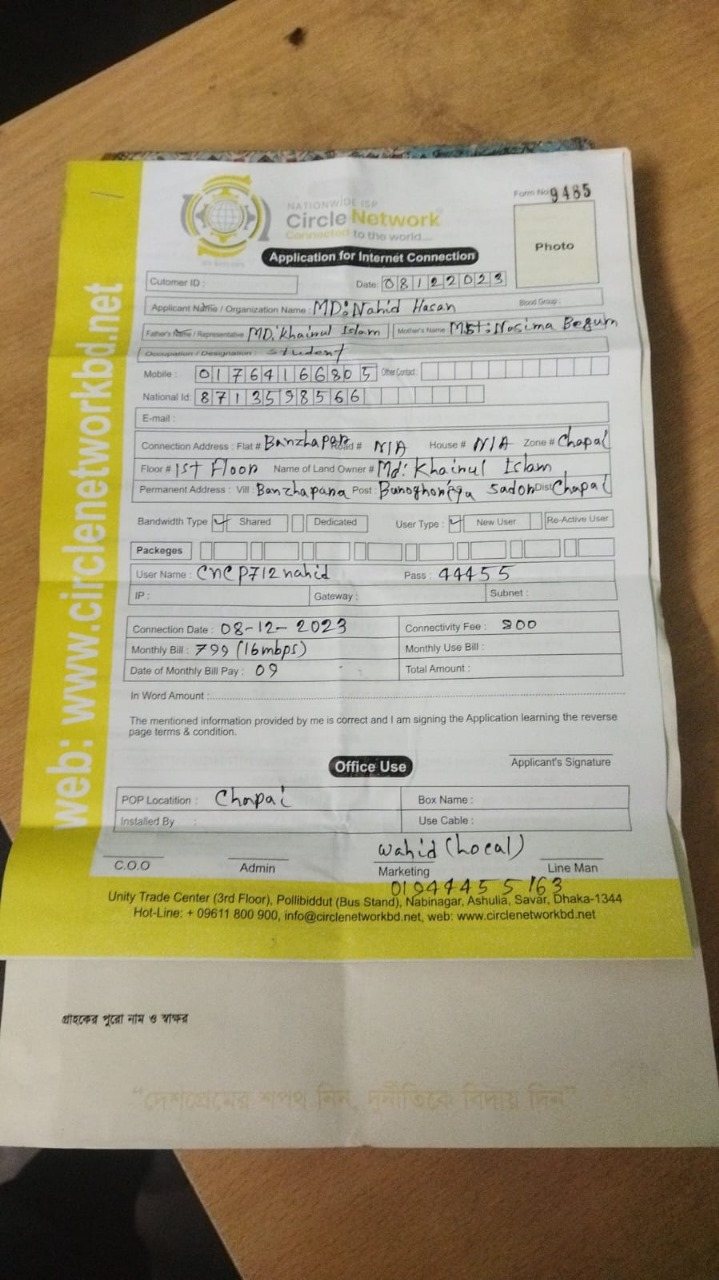 web: www.circlenetworkbd.net
NATIONWIDE ISP
Circle Network
Connected to the world....
Form No 9485
Photo
Application for Internet Connection
Cutomer ID :
Date: 08122023
Applicant Name / Organization Name : MD: Nahid Hasan Blood Group :
Father's Name / Representative MD: Khainul Islam Mother's Name : Mst: Nosima Begum
Occupation / Designation : Student
Mobile : 01764166805 Other Contact :
National Id: 8713598566
E-mail :
Connection Address : Flat # Road # N/A House # N/A Zone # Chapai
Floor # 1st Floor Name of Land Owner # Md: Khainul Islam
Permanent Address : Vill Banzhapana Post : Sador Dist Chapai
Bandwidth Type Shared Dedicated User Type : New User Re-Active User
Packeges
User Name : CNCP712nahid Pass : 44455
IP : Gateway : Subnet :
Connection Date : 08-12-2023 Connectivity Fee : 500
Monthly Bill : 799 (16mbps) Monthly Use Bill :
Date of Monthly Bill Pay : 09 Total Amount :
In Word Amount :
The mentioned information provided by me is correct and I am signing the Application learning the reverse
page terms & condition.
Applicant's Signature
Office Use
POP Locatition : Chapai Box Name :
Installed By : Use Cable :
Wahid (Local)
C.O.O Admin Marketing Line Man
01944455163
Unity Trade Center (3rd Floor), Pollibiddut (Bus Stand), Nabinagar, Ashulia, Savar, Dhaka-1344
Hot-Line: + 09611 800 900, info@circlenetworkbd.net, web: www.circlenetworkbd.net
গ্রাহকের পুরো নাম ও স্বাক্ষর
“দেশপ্রেমের শপথ নিন, দুর্নীতিকে বিদায় দিন”